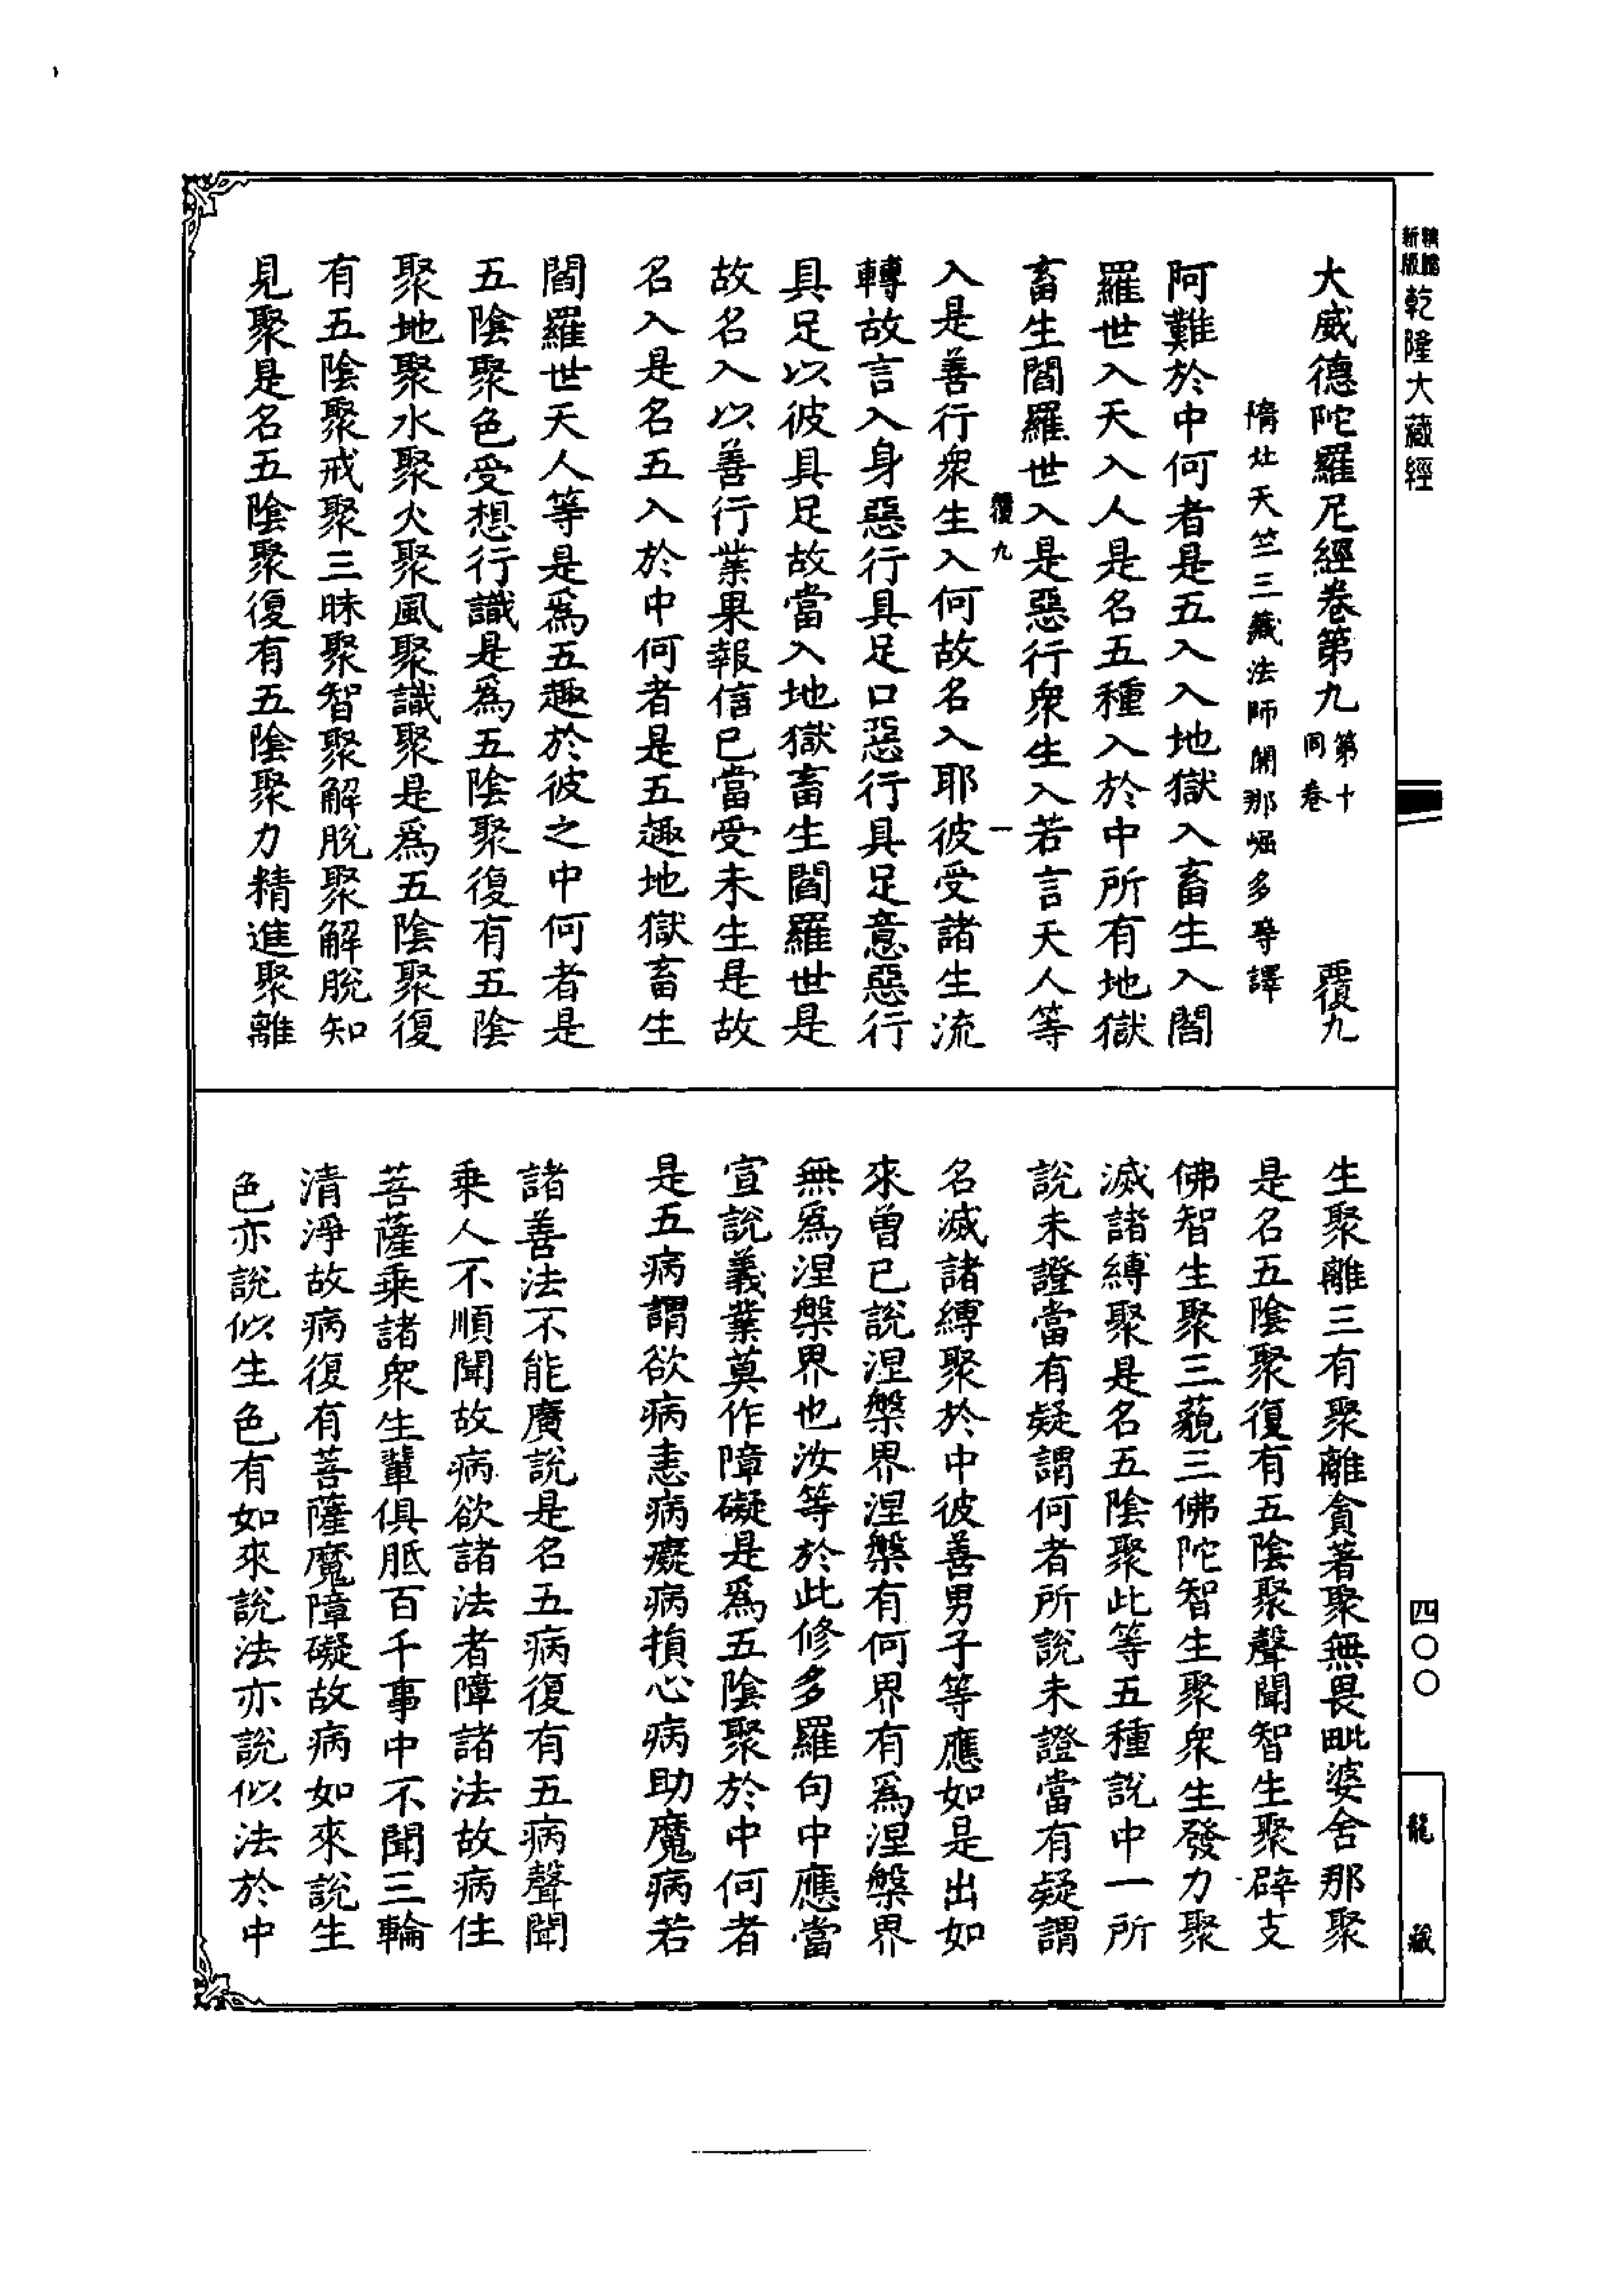 新版精縮乾隆大藏經
大威德陀羅尼經卷第九第十同卷 覆九
隋北天竺三藏法師闍那崛多等譯
阿難於中何者是五入入地獄入畜生入閻
羅世入天入人是名五種入於中所有地獄
畜生閻羅世入是惡行衆生入若言天人等
覆九 一
入是善行衆生入何故名入耶彼受諸生流
轉故言入身惡行具足口惡行具足意惡行
具足以彼具足故當入地獄畜生閻羅世是
故名入以善行業果報信已當受未生是故
名入是名五入於中何者是五趣地獄畜生
閻羅世天人等是爲五趣於彼之中何者是
五陰聚色受想行識是爲五陰聚復有五陰
聚地聚水聚火聚風聚識聚是爲五陰聚復
有五陰聚戒聚三昧聚智聚解脫聚解脫知
見聚是名五陰聚復有五陰聚力精進聚離
生聚離三有聚離貪著聚無畏毗婆舍那聚
是名五陰聚復有五陰聚聲聞智生聚辟支
佛智生聚三藐三佛陀智生聚衆生發力聚
滅諸縛聚是名五陰聚此等五種說中一所
說未證當有疑謂何者所說未證當有疑謂
名滅諸縛聚於中彼善男子等應如是出如
來曾已說涅槃界涅槃有何界有爲涅槃界
無爲涅槃界也汝等於此修多羅句中應當
宣說義業莫作障礙是爲五陰聚於中何者
是五病謂欲病恚病癡病損心病助魔病若
諸善法不能廣說是名五病復有五病聲聞
乘人不順聞故病欲諸法者障諸法故病住
菩薩乘諸衆生輩俱胝百千事中不聞三輪
清淨故病復有菩薩魔障礙故病如來說生
色亦說似生色有如來說法亦說似法於中
四〇〇
龍藏